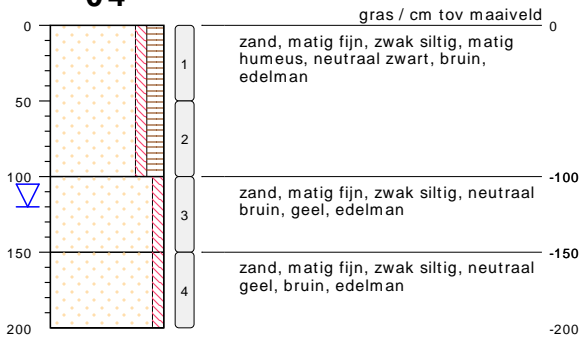 gras / cm tov maaiveld
0
0
zand, matig fijn, zwak siltig, matig
humeus, neutraal zwart, bruin,
edelman
1
50
2
100
-100
zand, matig fijn, zwak siltig, neutraal
bruin, geel, edelman
3
150
-150
zand, matig fijn, zwak siltig, neutraal
geel, bruin, edelman
4
200
-200